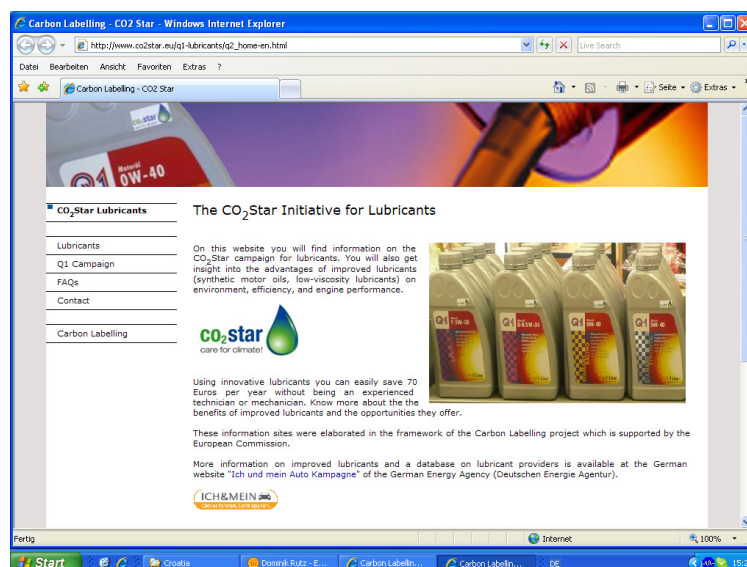 Carbon Labelling - CO2 Star - Windows Internet Explorer
http://www.co2star.eu/q1-lubricants/q2_home-en.html
Live Search
Datei Bearbeiten Ansicht Favoriten Extras ?
Carbon Labelling - CO2 Star
Seite
Extras
co2star
Q1
Motoröl
0W-40
CO2Star Lubricants
Lubricants
Q1 Campaign
FAQs
Contact
Carbon Labelling
The CO2Star Initiative for Lubricants
On this website you will find information on the
CO2Star campaign for lubricants. You will also get
insight into the advantages of improved lubricants
(synthetic motor oils, low-viscosity lubricants) on
environment, efficiency, and engine performance.
co2star
care for climate!
Q1
Q1
Q1
Q1
Using innovative lubricants you can easily save 70
Euros per year without being an experienced
technician or mechanician. Know more about the the
benefits of improved lubricants and the opportunities they offer.
These information sites were elaborated in the framework of the Carbon Labelling project which is supported by the
European Commission.
More information on improved lubricants and a database on lubricant providers is available at the German
website "Ich und mein Auto Kampagne" of the German Energy Agency (Deutschen Energie Agentur).
ICH&MEIN
Fertig
Internet
100%
Start
Croatia
Dominik Rutz - E...
Carbon Labellin...
Carbon Labellin...
DE